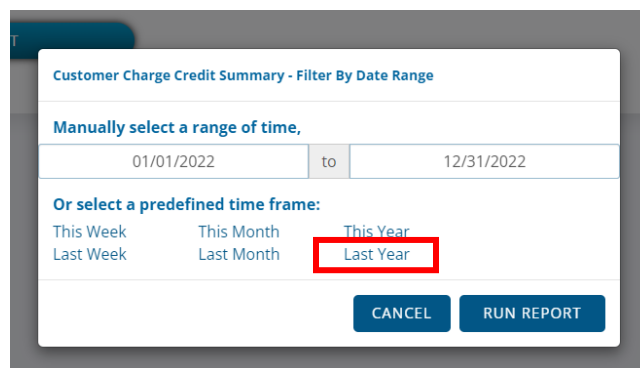 T
Customer Charge Credit Summary - Filter By Date Range
Manually select a range of time,
01/01/2022 to 12/31/2022
Or select a predefined time frame:
This Week This Month This Year
Last Week Last Month Last Year
CANCEL RUN REPORT